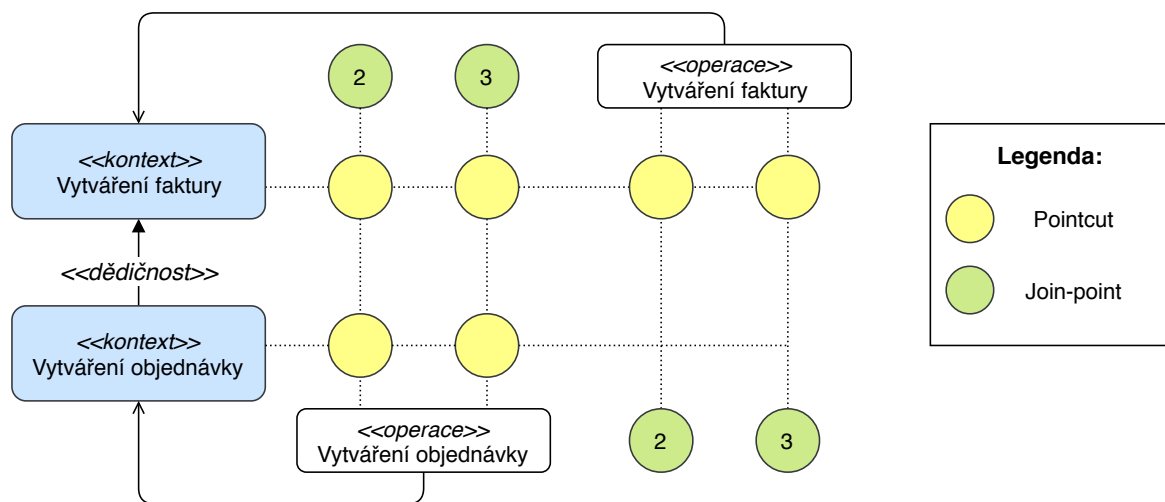 2
3
<<operace>>
Vytváření faktury
<<kontext>>
Vytváření faktury
<<dědičnost>>
<<kontext>>
Vytváření objednávky
<<operace>>
Vytváření objednávky
2
3
Legenda:
Pointcut
Join-point